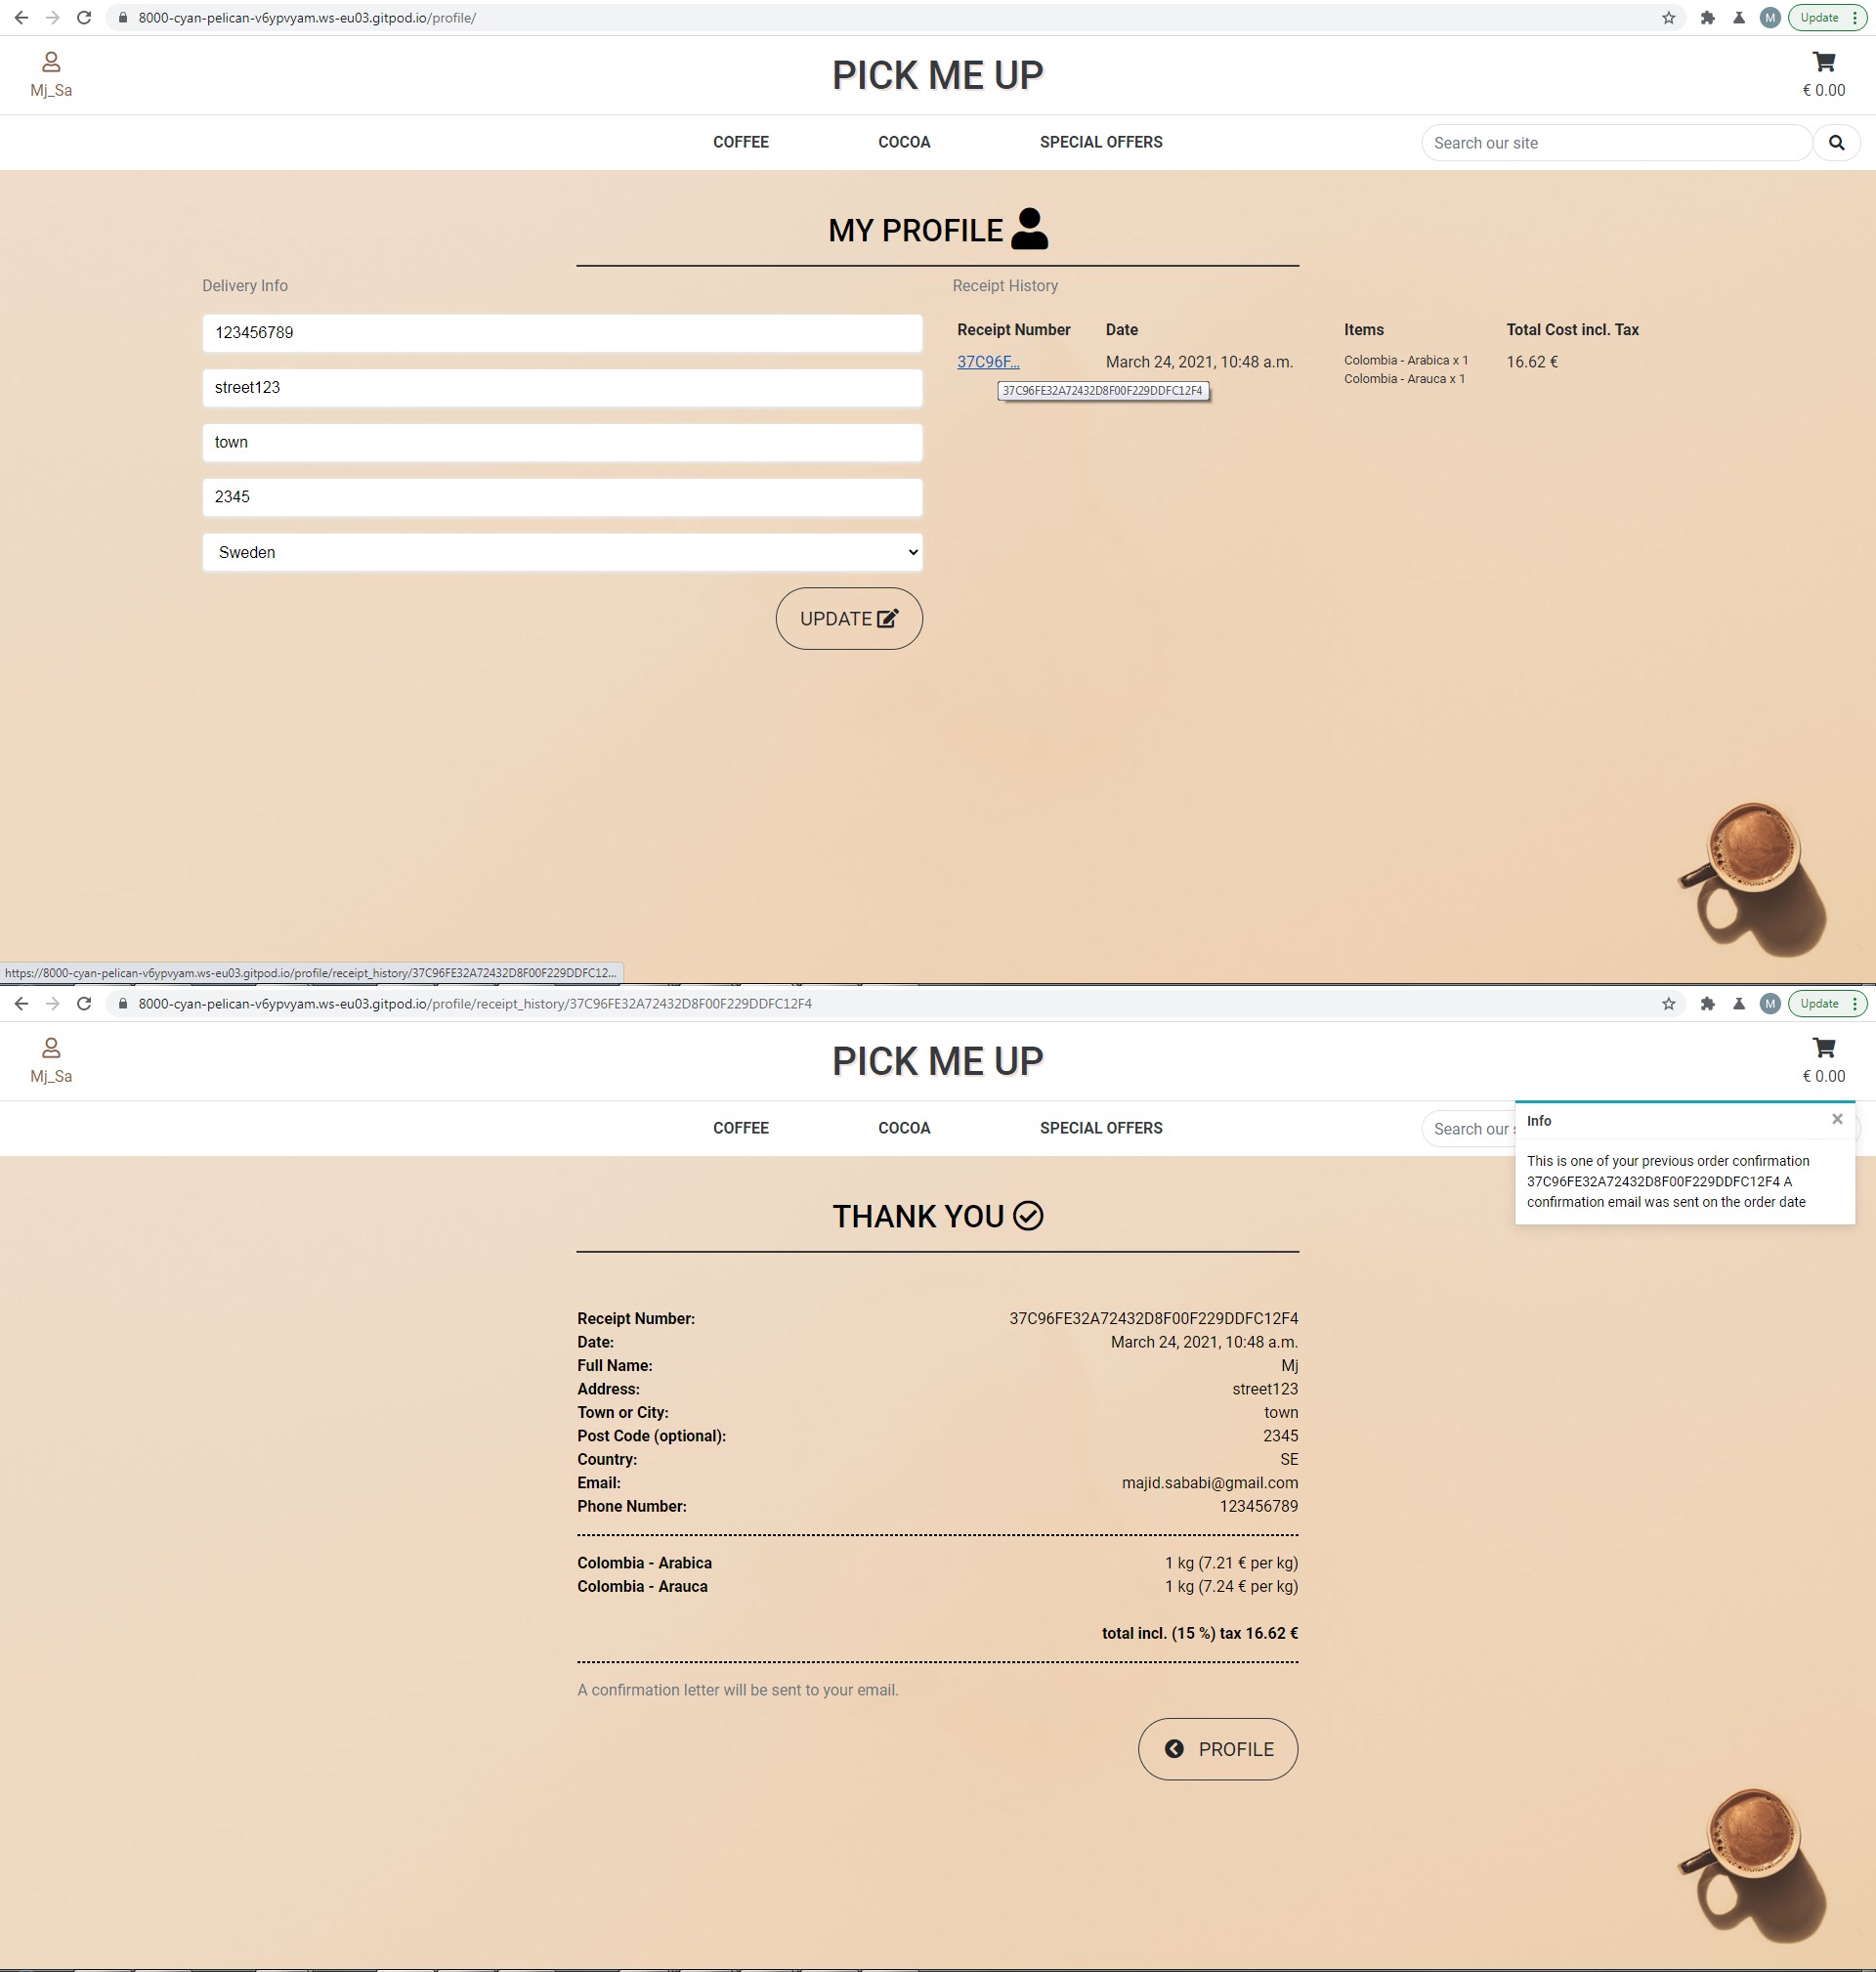 8000-cyan-pelican-v6ypvyam.ws-eu03.gitpod.io/profile/
M
Update
Mj_Sa
PICK ME UP
€ 0.00
COFFEE
COCOA
SPECIAL OFFERS
Search our site
MY PROFILE
Delivery Info
123456789
street123
town
2345
Sweden
UPDATE
Receipt History
Receipt Number Date Items Total Cost incl. Tax
37C96F... March 24, 2021, 10:48 a.m. Colombia - Arabica x 1 16.62 €
Colombia - Arauca x 1
37C96FE32A72432D8F00F229DDFC12F4
https://8000-cyan-pelican-v6ypvyam.ws-eu03.gitpod.io/profile/receipt_history/37C96FE32A72432D8F00F229DDFC12...
8000-cyan-pelican-v6ypvyam.ws-eu03.gitpod.io/profile/receipt_history/37C96FE32A72432D8F00F229DDFC12F4
M
Update
Mj_Sa
PICK ME UP
€ 0.00
COFFEE
COCOA
SPECIAL OFFERS
Search our
Info
This is one of your previous order confirmation
37C96FE32A72432D8F00F229DDFC12F4 A
confirmation email was sent on the order date
THANK YOU
Receipt Number: 37C96FE32A72432D8F00F229DDFC12F4
Date: March 24, 2021, 10:48 a.m.
Full Name: Mj
Address: street123
Town or City: town
Post Code (optional): 2345
Country: SE
Email: majid.sababi@gmail.com
Phone Number: 123456789
Colombia - Arabica 1 kg (7.21 € per kg)
Colombia - Arauca 1 kg (7.24 € per kg)
total incl. (15 %) tax 16.62 €
A confirmation letter will be sent to your email.
PROFILE